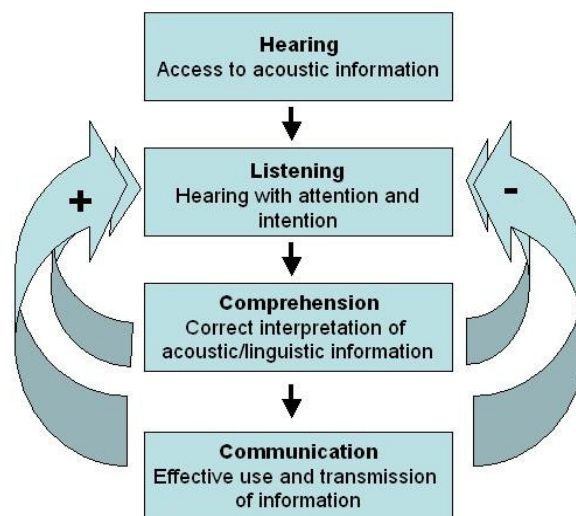 Hearing
Access to acoustic information
Listening
Hearing with attention and
intention
+
-
Comprehension
Correct interpretation of
acoustic/linguistic information
Communication
Effective use and transmission
of information